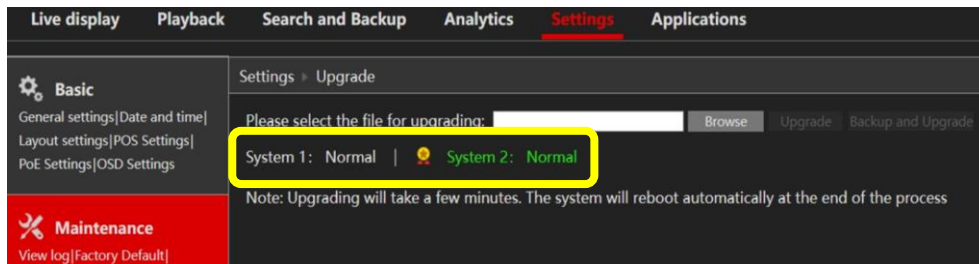 Live display Playback Search and Backup Analytics Settings Applications
Basic
General settings|Date and time|
Layout settings|POS Settings|
PoE Settings|OSD Settings
Maintenance
View log|Factory Default|
Settings Upgrade
Please select the file for upgrading: Browse Upgrade Backup and Upgrade
System 1: Normal | System 2: Normal
Note: Upgrading will take a few minutes. The system will reboot automatically at the end of the process